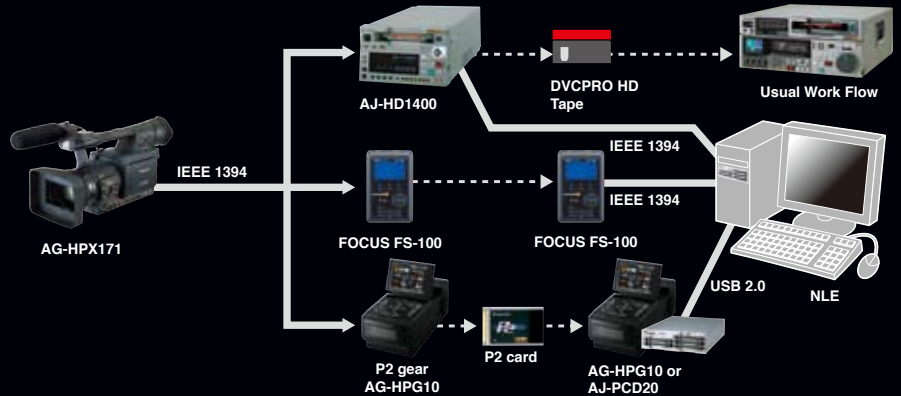 AJ-HD1400
DVCPRO HD
Tape
Usual Work Flow
IEEE 1394
AG-HPX171
IEEE 1394
FOCUS FS-100
FOCUS FS-100
IEEE 1394
USB 2.0
NLE
P2 gear
AG-HPG10
P2
P2 card
AG-HPG10 or
AJ-PCD20